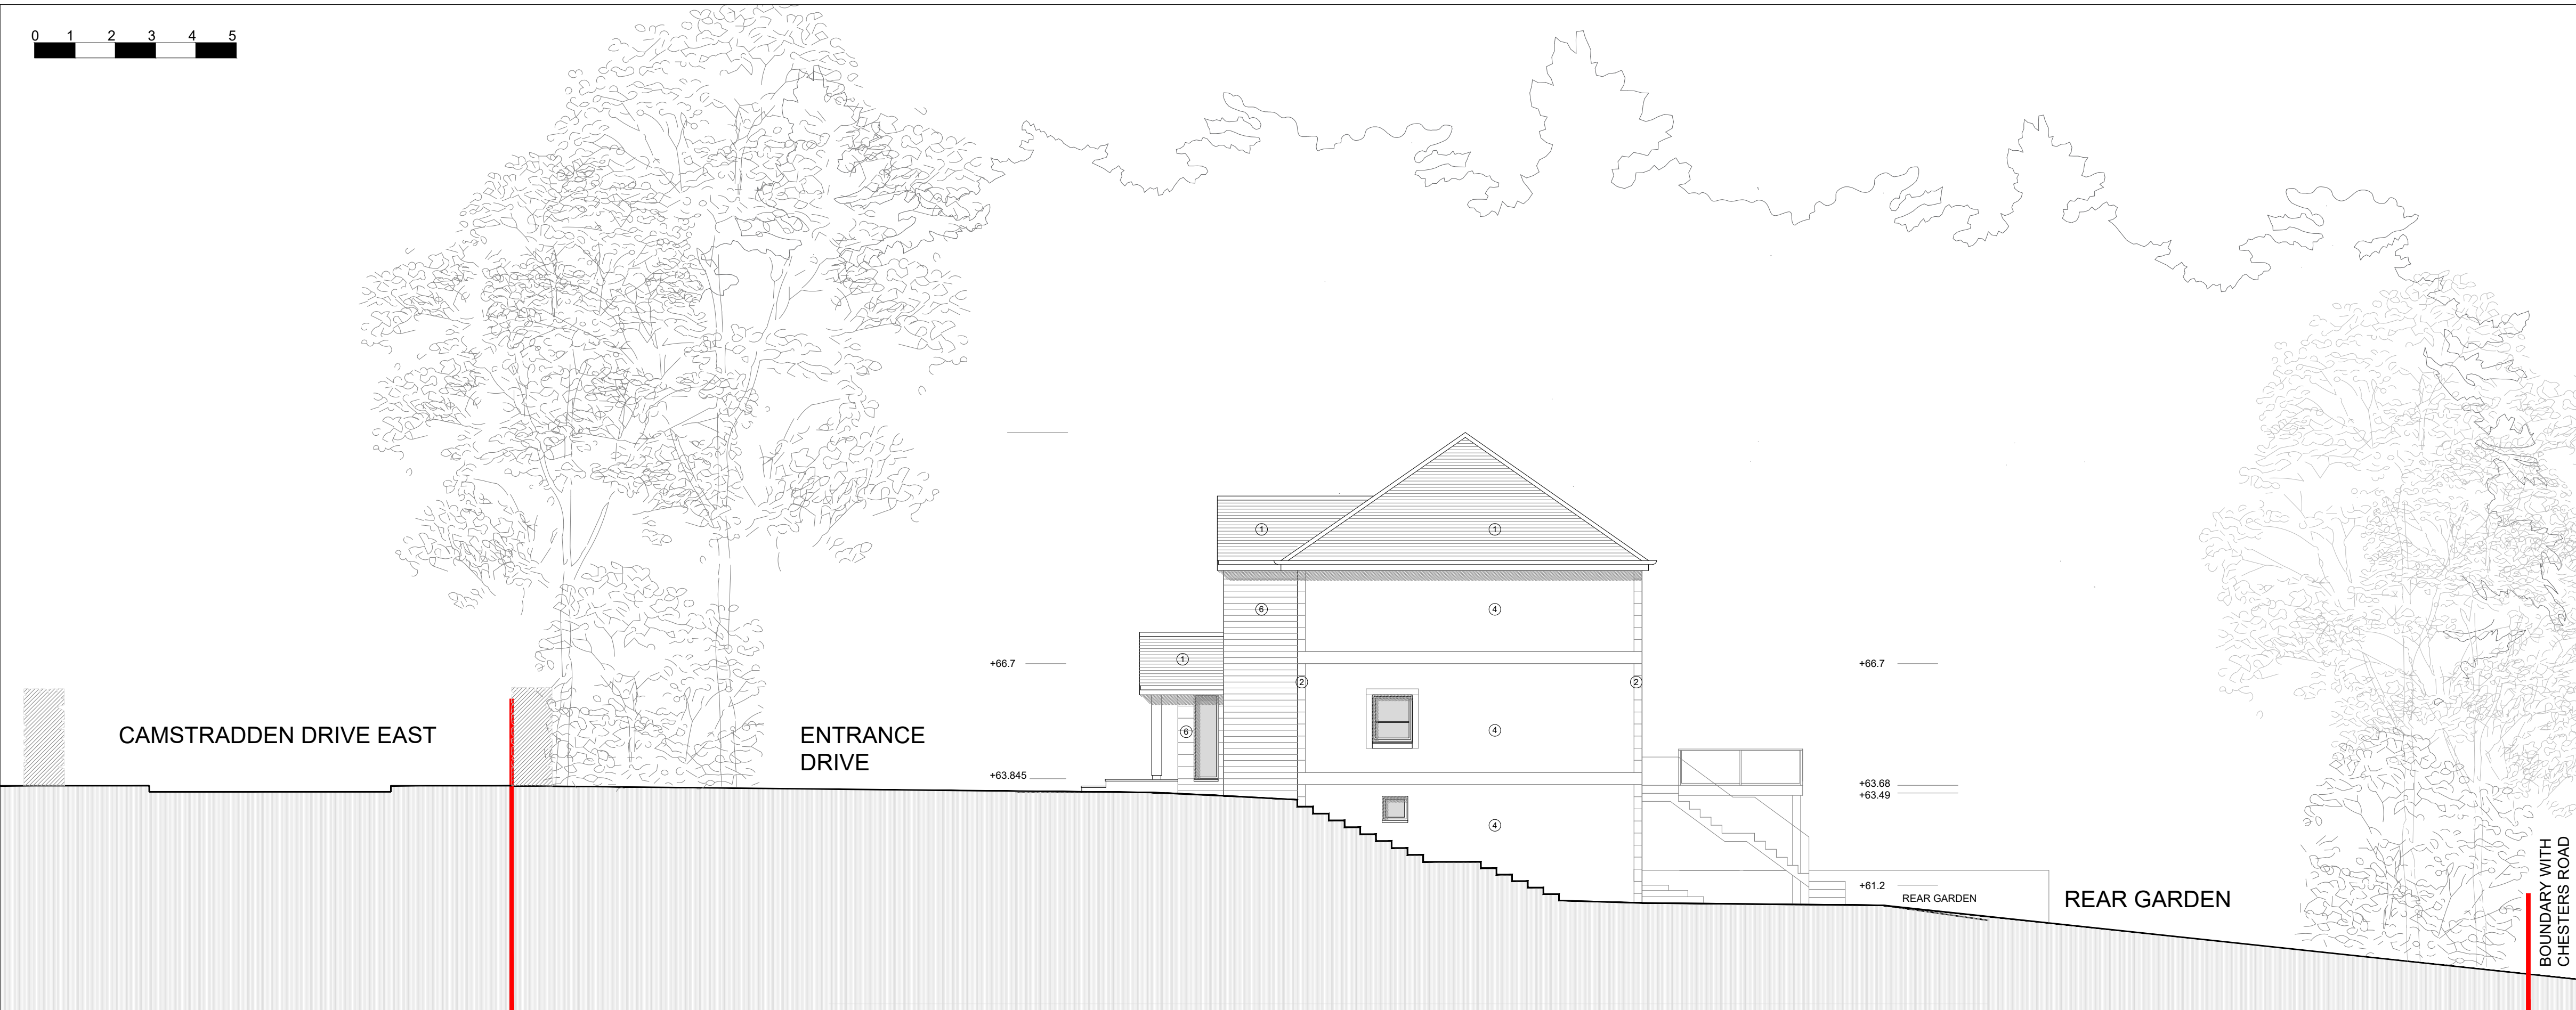 0 1 2 3 4 5
1
1
6
4
+66.7
1
+66.7
2
2
CAMSTRADDEN DRIVE EAST
ENTRANCE
DRIVE
6
4
+63.845
+63.68
+63.49
4
+61.2
REAR GARDEN
REAR GARDEN
BOUNDARY WITH
CHESTERS ROAD